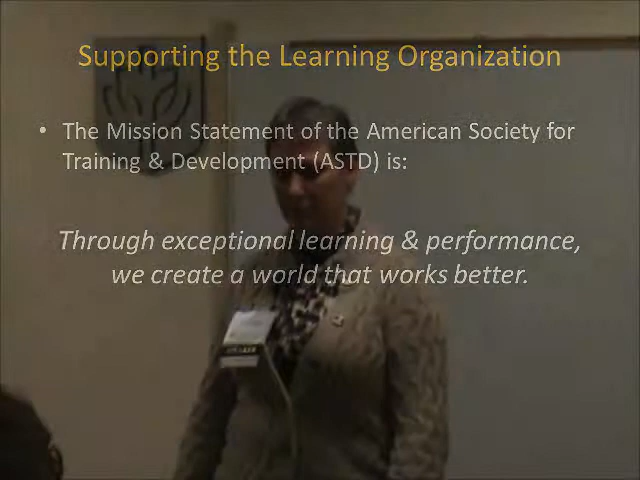 Supporting the Learning Organization
• The Mission Statement of the American Society for
Training & Development (ASTD) is:
Through exceptional learning & performance,
we create a world that works better.